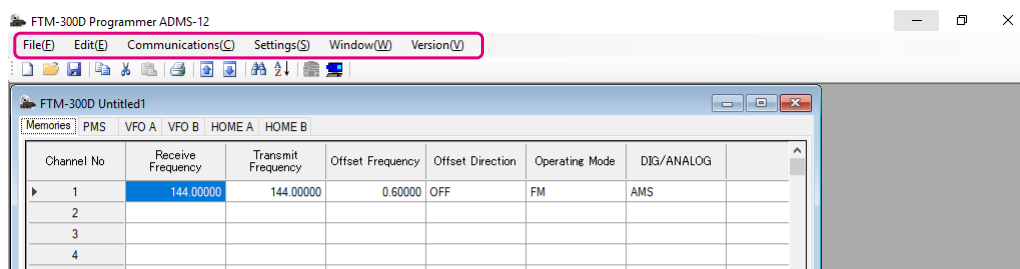 FTM-300D Programmer ADMS-12
File(F) Edit(E) Communications(C) Settings(S) Window(W) Version(V)
FTM-300D Untitled1
Memories PMS VFO A VFO B HOME A HOME B
Channel No Receive Frequency Transmit Frequency Offset Frequency Offset Direction Operating Mode DIG/ANALOG
1 144.00000 144.00000 0.60000 OFF FM AMS
2
3
4